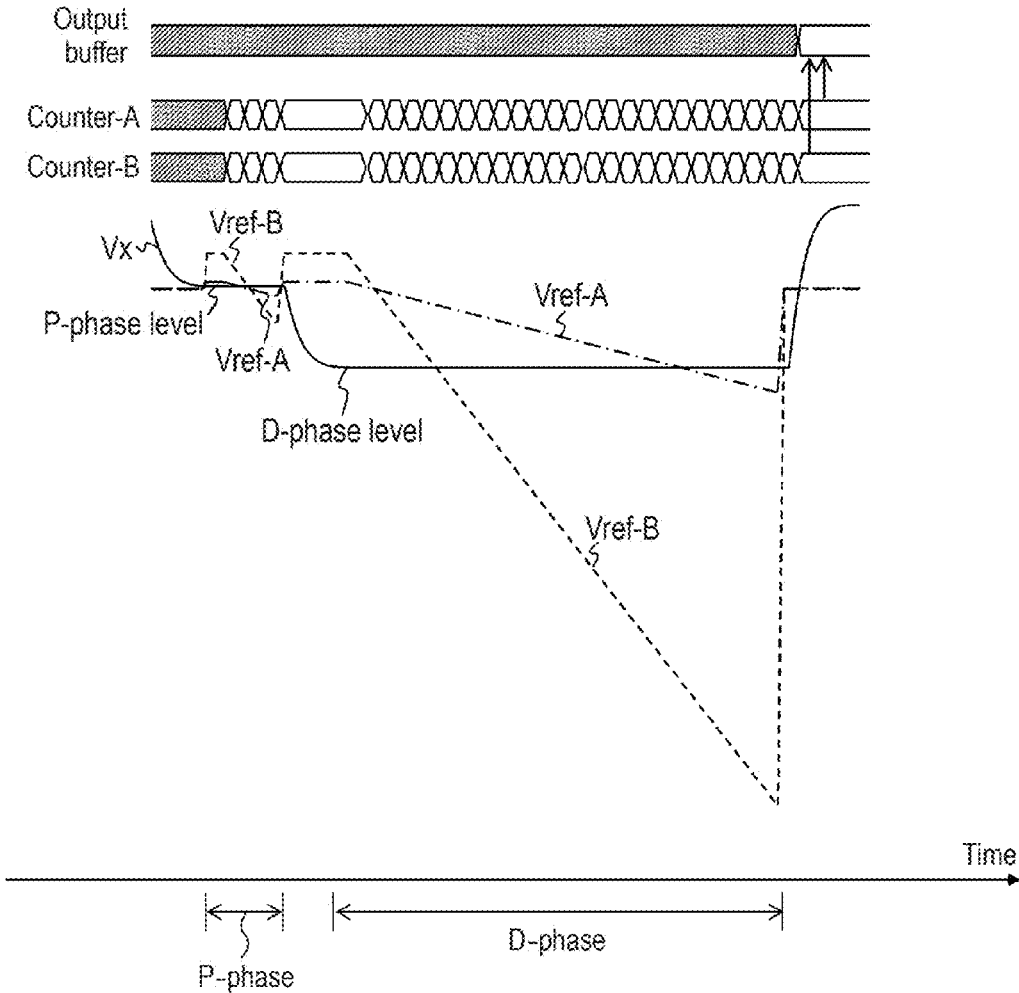 Output
buffer
Counter-A
Counter-B
Vref-B
Vx
P-phase level
Vref-A
Vref-A
D-phase level
Vref-B
Time
D-phase
P-phase